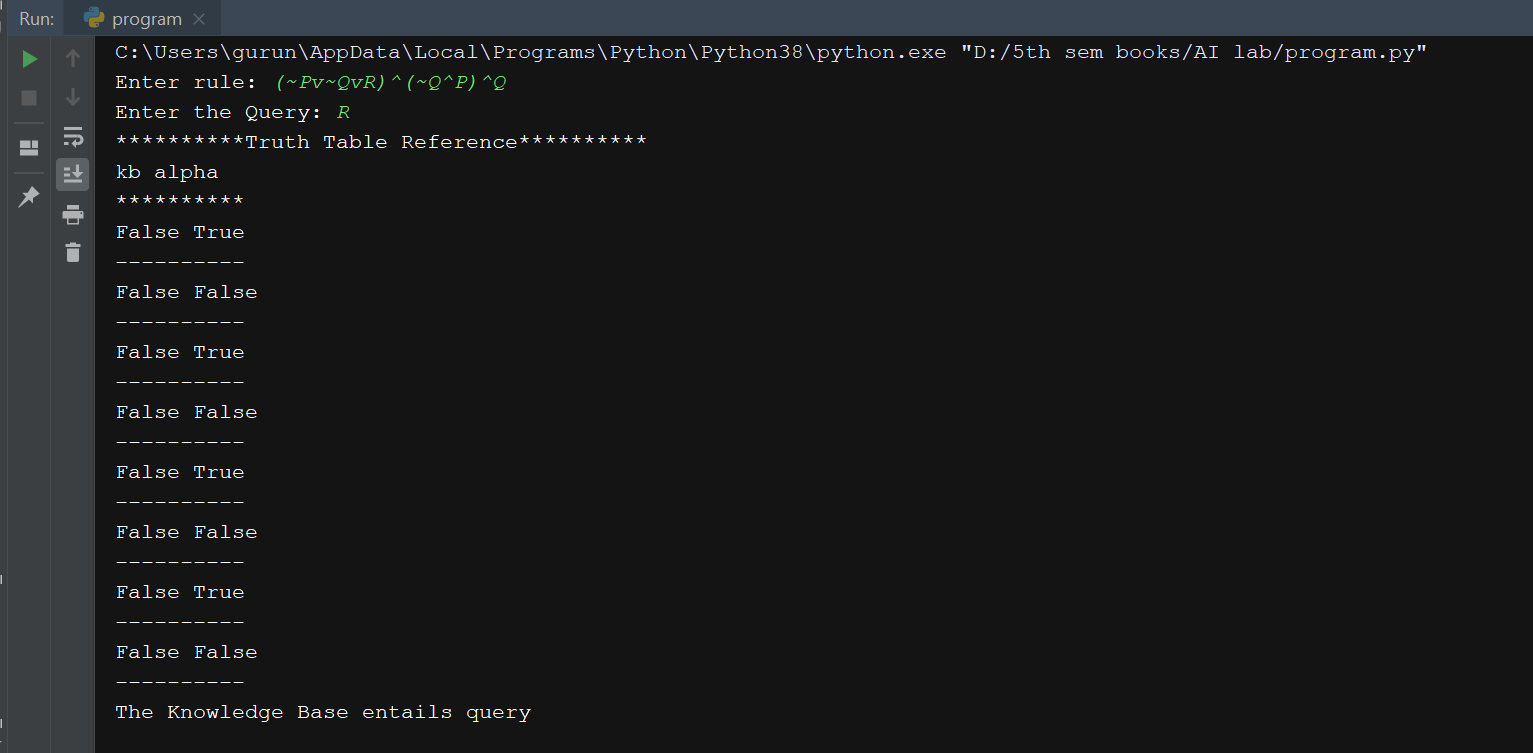 Run: program
C:\Users\gurun\AppData\Local\Programs\Python\Python38\python.exe "D:/5th sem books/AI lab/program.py"
Enter rule: (~Pv~QvR)^(~Q^P)^Q
Enter the Query: R
**********Truth Table Reference**********
kb alpha
**********
False True
----------
False False
----------
False True
----------
False False
----------
False True
----------
False False
----------
False True
----------
False False
----------
The Knowledge Base entails query